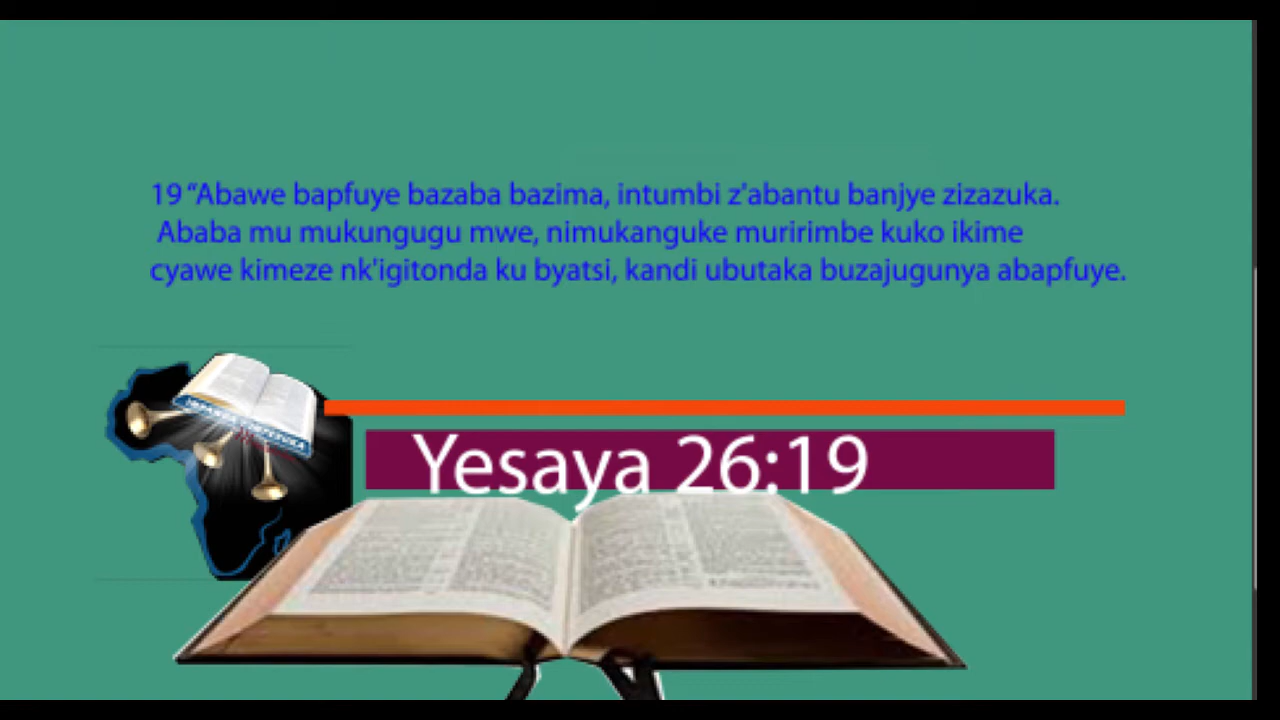 19 “Abawe bapfuye bazaba bazima, intumbi z'abantu banjye zizazuka.
Ababa mu mukungugu mwe, nimukanguke muririmbe kuko ikime
cyawe kimeze nk'igitonda ku byatsi, kandi ubutaka buzajugunya abapfuye.
Yesaya 26:19